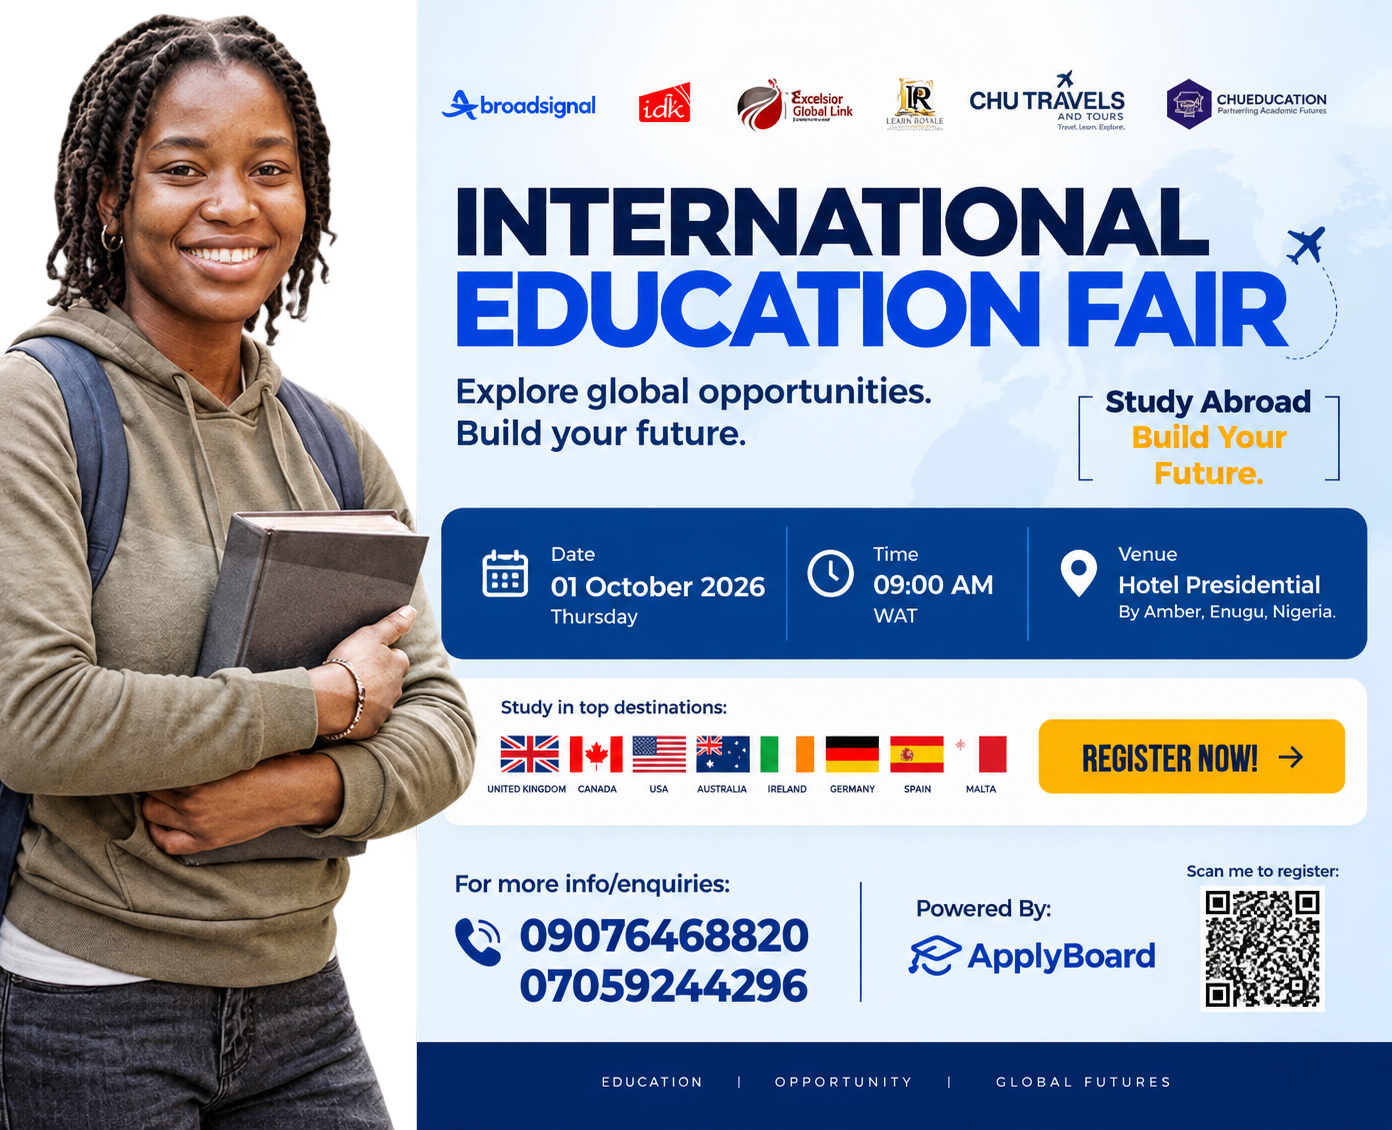 broadsignal
idk
Excelsior
Global Link
LR
LEARN ROYALE
CHU TRAVELS
AND TOURS
Travel. Learn. Explore.
CHUEDUCATION
Partnerling Academic Futures
INTERNATIONAL
EDUCATION FAIR
Explore global opportunities.
Build your future.
Study Abroad
Build Your
Future.
Date
01 October 2026
Thursday
Time
09:00 AM
WAT
Venue
Hotel Presidential
By Amber, Enugu, Nigeria.
Study in top destinations:
UNITED KINGDOM CANADA USA AUSTRALIA IRELAND GERMANY SPAIN MALTA
REGISTER NOW!
For more info/enquiries:
09076468820
07059244296
Powered By:
ApplyBoard
Scan me to register:
EDUCATION | OPPORTUNITY | GLOBAL FUTURES